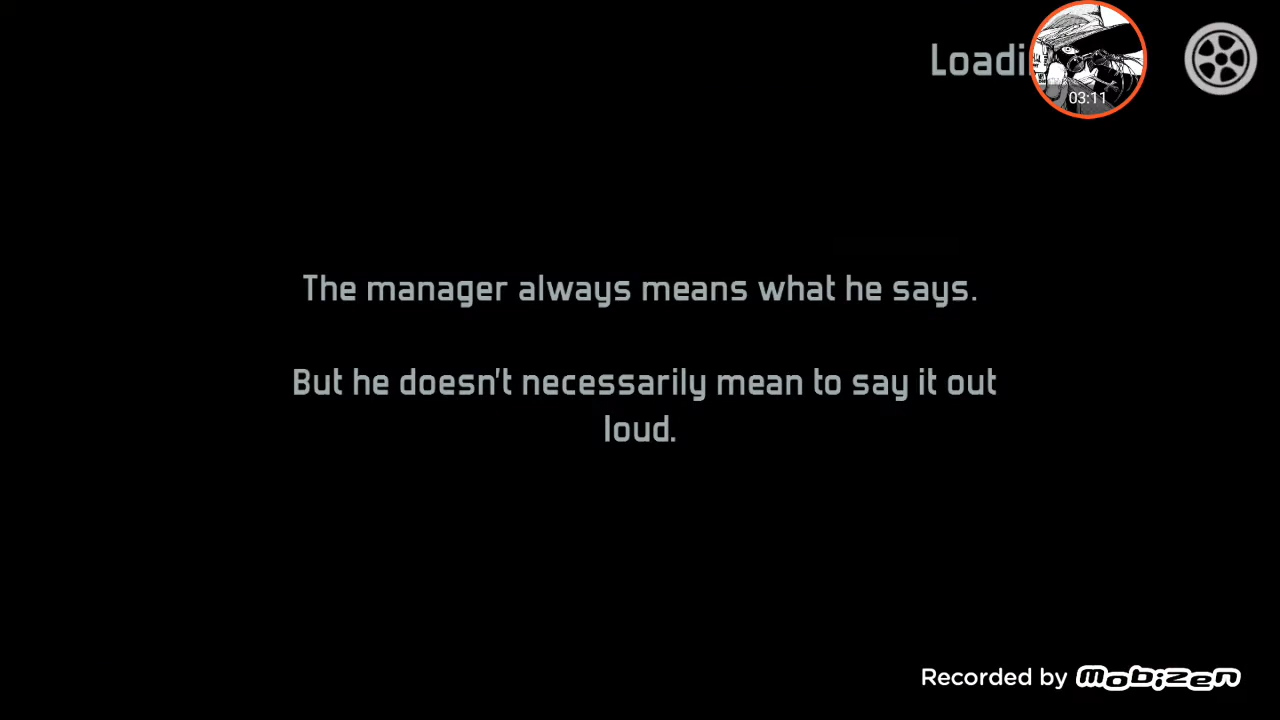 Loadi
03:11
The manager always means what he says.
But he doesn't necessarily mean to say it out
loud.
Recorded by mobizen